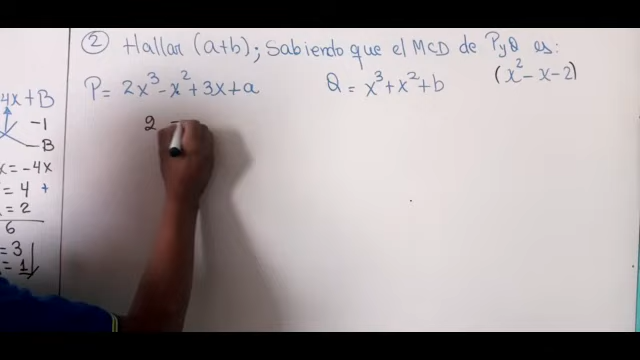 ② Hallar (a+b); Sabiendo que el MCD de P y Q es:
P = 2x³ - x² + 3x + a Q = x³ + x² + b (x² - x - 2)
4x + B
-1
B
x = -4x
= 4 +
= 2
6
= 3
= 1
2 -